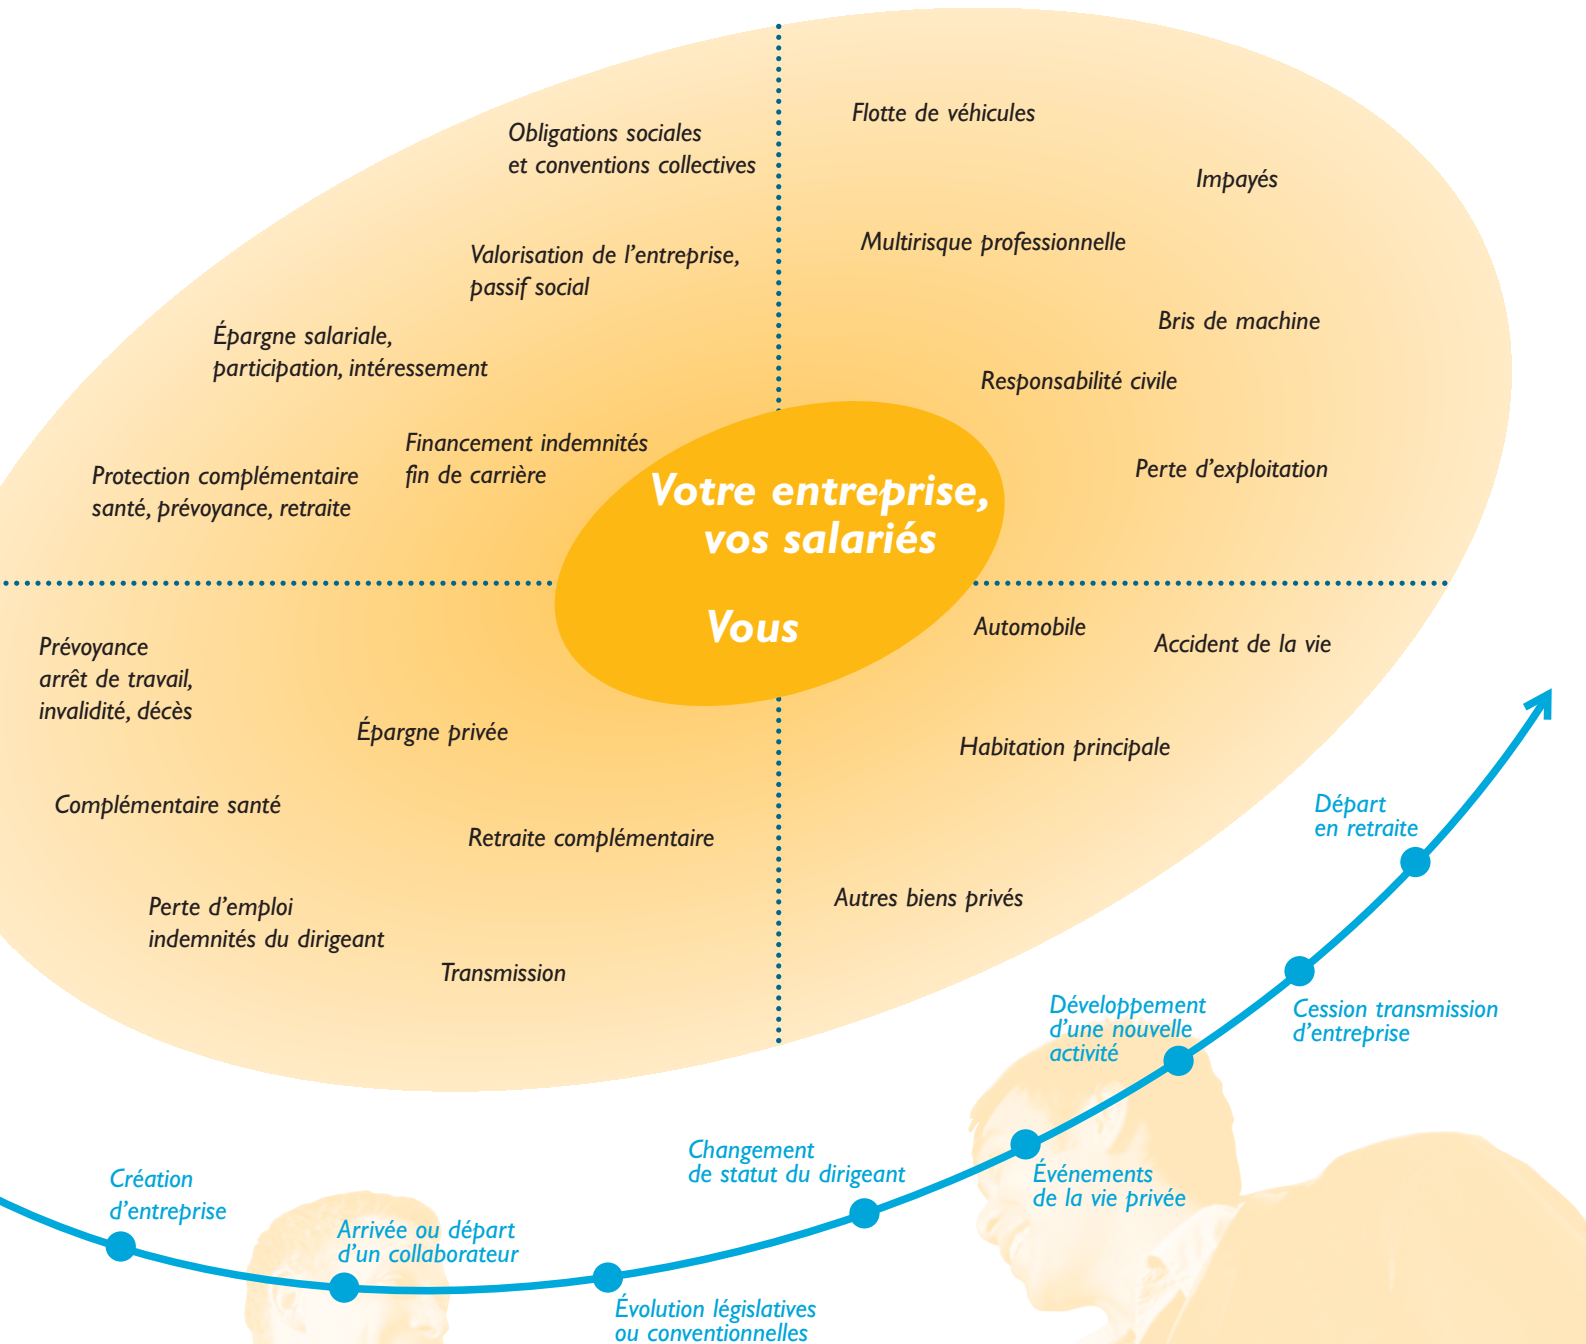 Obligations sociales
et conventions collectives
Valorisation de l'entreprise,
passif social
Épargne salariale,
participation, intéressement
Financement indemnités
fin de carrière
Protection complémentaire
santé, prévoyance, retraite
Flotte de véhicules
Impayés
Multirisque professionnelle
Bris de machine
Responsabilité civile
Perte d'exploitation
Votre entreprise,
vos salariés
Vous
Prévoyance
arrêt de travail,
invalidité, décès
Épargne privée
Complémentaire santé
Retraite complémentaire
Perte d'emploi
indemnités du dirigeant
Transmission
Automobile
Accident de la vie
Habitation principale
Autres biens privés
Création
d'entreprise
Arrivée ou départ
d'un collaborateur
Évolution législatives
ou conventionnelles
Changement
de statut du dirigeant
Événements
de la vie privée
Développement
d'une nouvelle
activité
Cession transmission
d'entreprise
Départ
en retraite